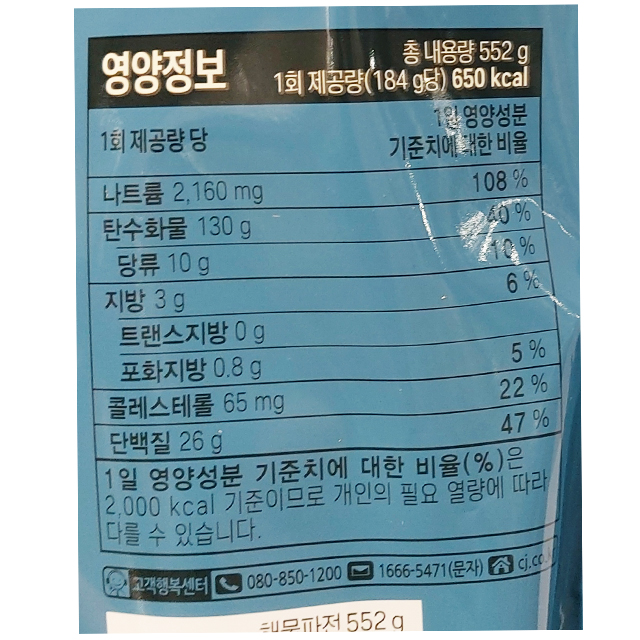 영양정보
총 내용량 552 g
1회 제공량(184 g당) 650 kcal
1회 제공량 당
1일 영양성분
기준치에 대한 비율
나트륨 2,160 mg 108 %
탄수화물 130 g 40 %
당류 10 g 10 %
지방 3 g 6 %
트랜스지방 0 g
포화지방 0.8 g 5 %
콜레스테롤 65 mg 22 %
단백질 26 g 47 %
1일 영양성분 기준치에 대한 비율(%)은
2,000 kcal 기준이므로 개인의 필요 열량에 따라
다를 수 있습니다.
고객행복센터 080-850-1200 1666-5471(문자) cj.co
해물파전 552 g